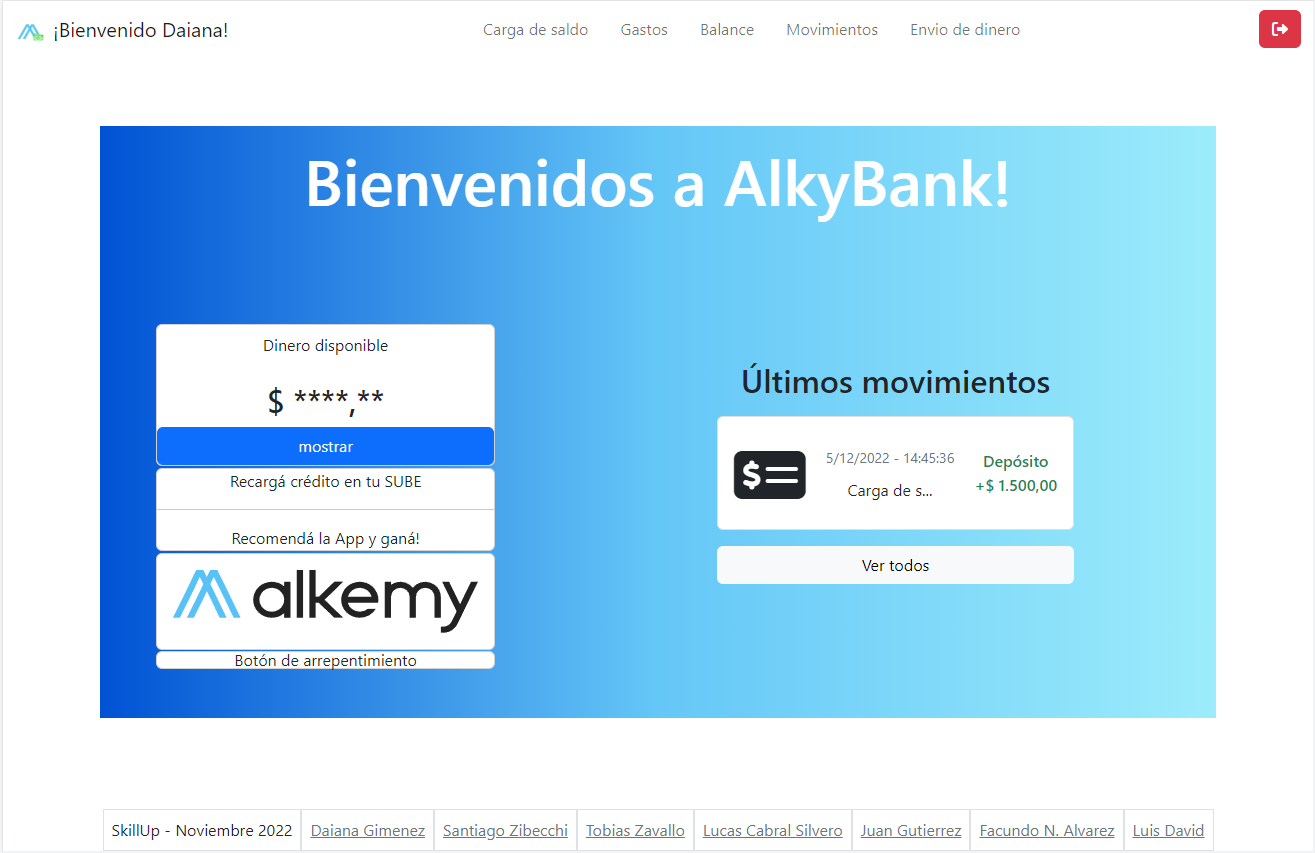 ¡Bienvenido Daiana!
Carga de saldo
Gastos
Balance
Movimientos
Envio de dinero
Bienvenidos a AlkyBank!
Dinero disponible
$ ****,**
mostrar
Recargá crédito en tu SUBE
Recomendá la App y ganá!
alkemy
Botón de arrepentimiento
Últimos movimientos
5/12/2022 - 14:45:36
Carga de s...
Depósito
+$ 1.500,00
Ver todos
SkillUp - Noviembre 2022
Daiana Gimenez
Santiago Zibecchi
Tobias Zavallo
Lucas Cabral Silvero
Juan Gutierrez
Facundo N. Alvarez
Luis David